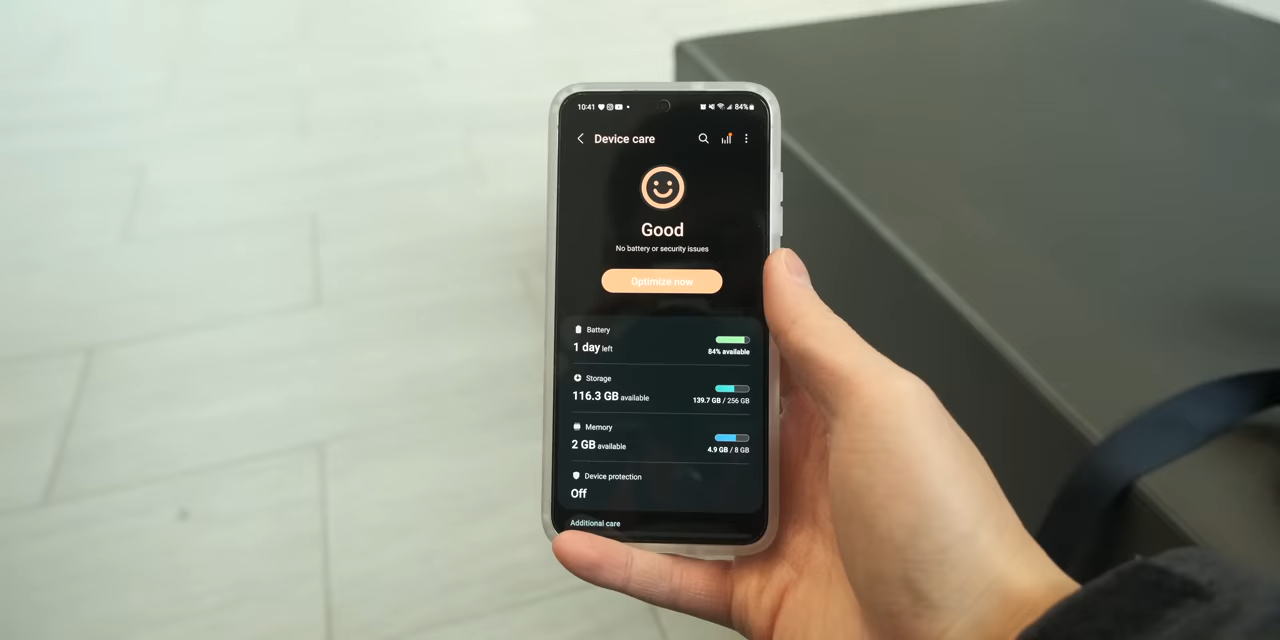 10:41 84%
Device care
Good
No battery or security issues
Optimize now
Battery
1 day left
84% available
Storage
116.3 GB available
139.7 GB / 256 GB
Memory
2 GB available
4.9 GB / 8 GB
Device protection
Off
Additional care